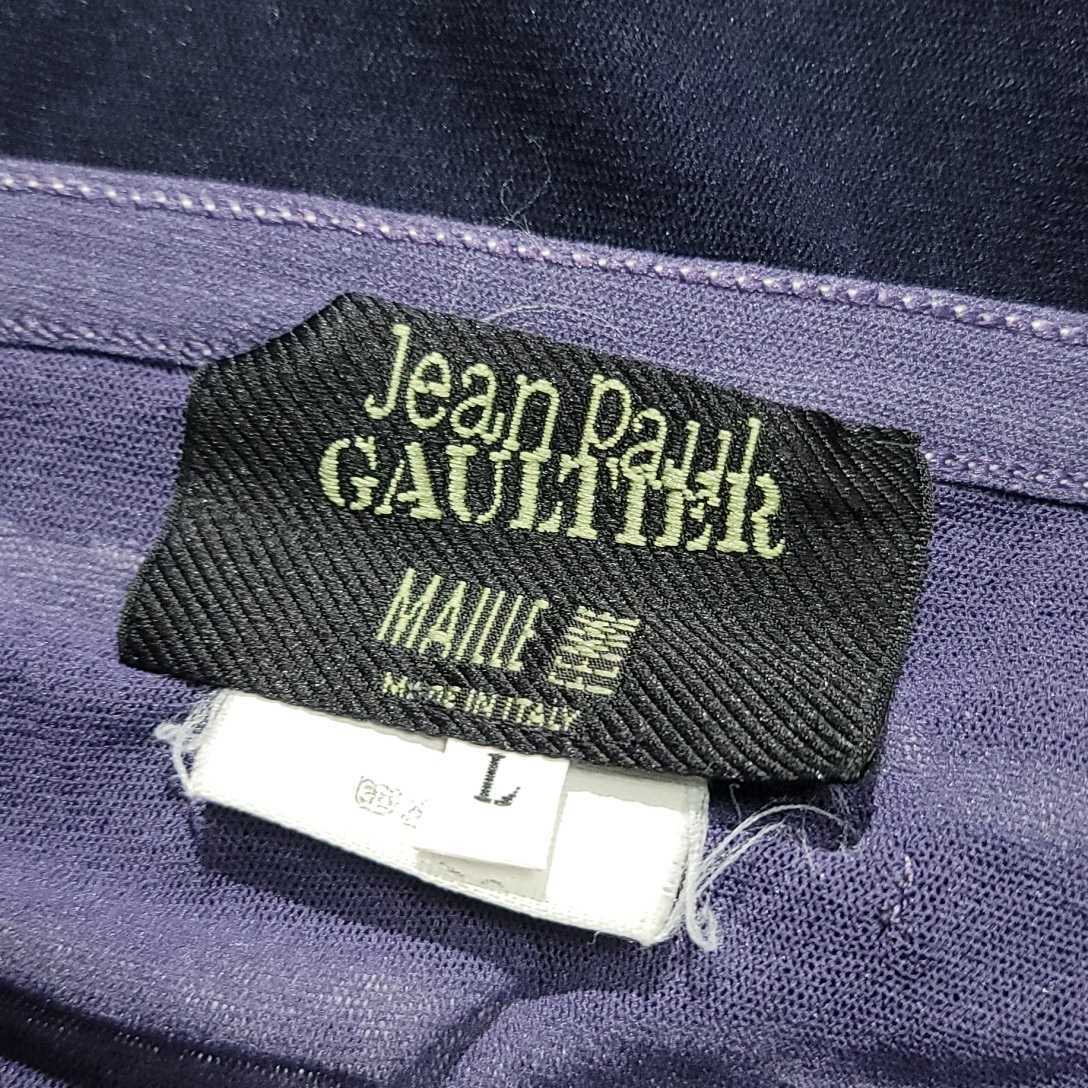 Jean Paul
GAULTIER
MAILLE FEMME
MADE IN ITALY
L